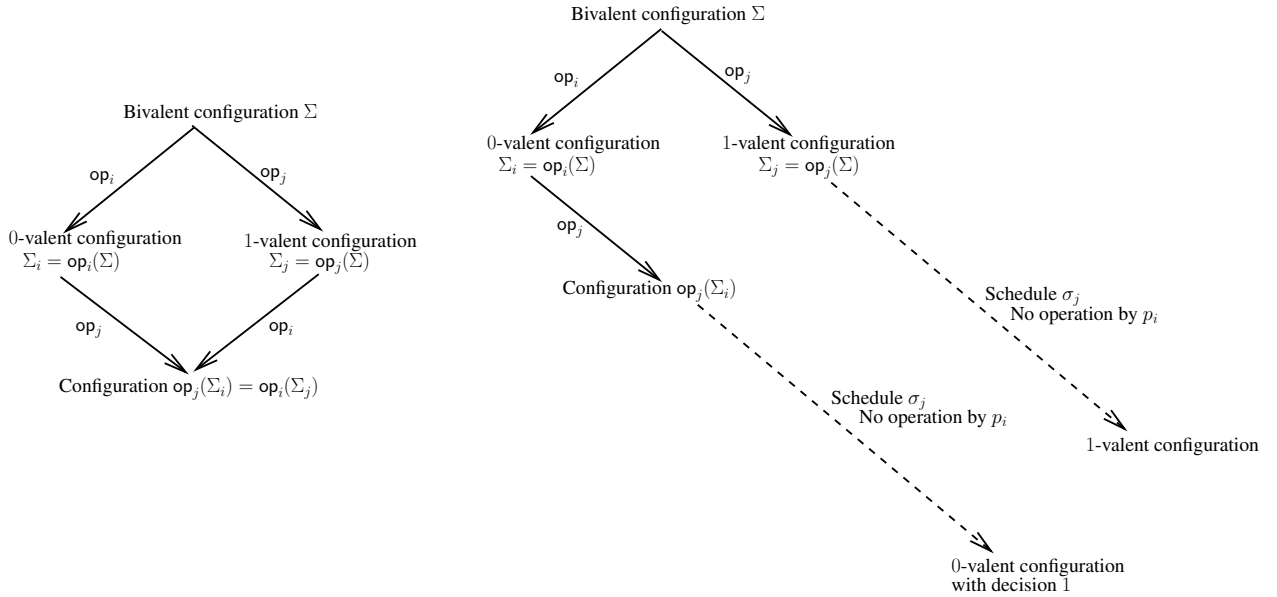 Bivalent configuration Σ
op_i
op_j
0-valent configuration
Σ_i = op_i(Σ)
1-valent configuration
Σ_j = op_j(Σ)
op_j
op_i
Configuration op_j(Σ_i) = op_i(Σ_j)
Bivalent configuration Σ
op_i
op_j
0-valent configuration
Σ_i = op_i(Σ)
1-valent configuration
Σ_j = op_j(Σ)
op_j
Configuration op_j(Σ_i)
Schedule σ_j
No operation by p_i
Schedule σ_j
No operation by p_i
1-valent configuration
0-valent configuration
with decision 1